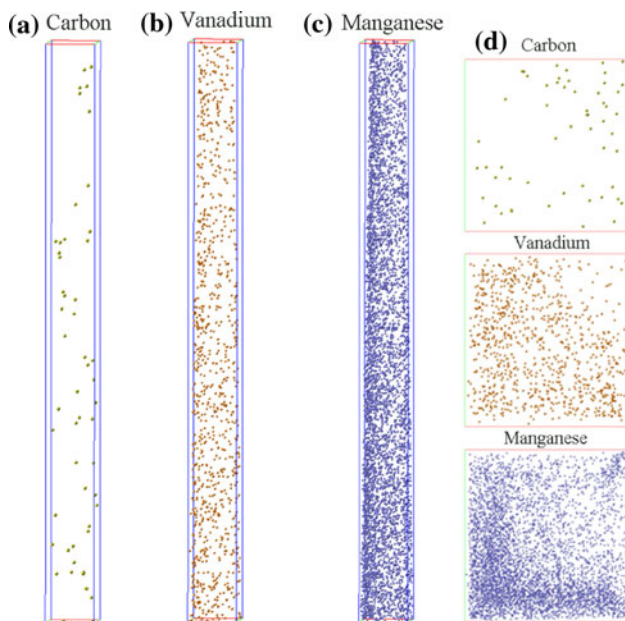 (a) Carbon
(b) Vanadium
(c) Manganese
(d)
Carbon
Vanadium
Manganese